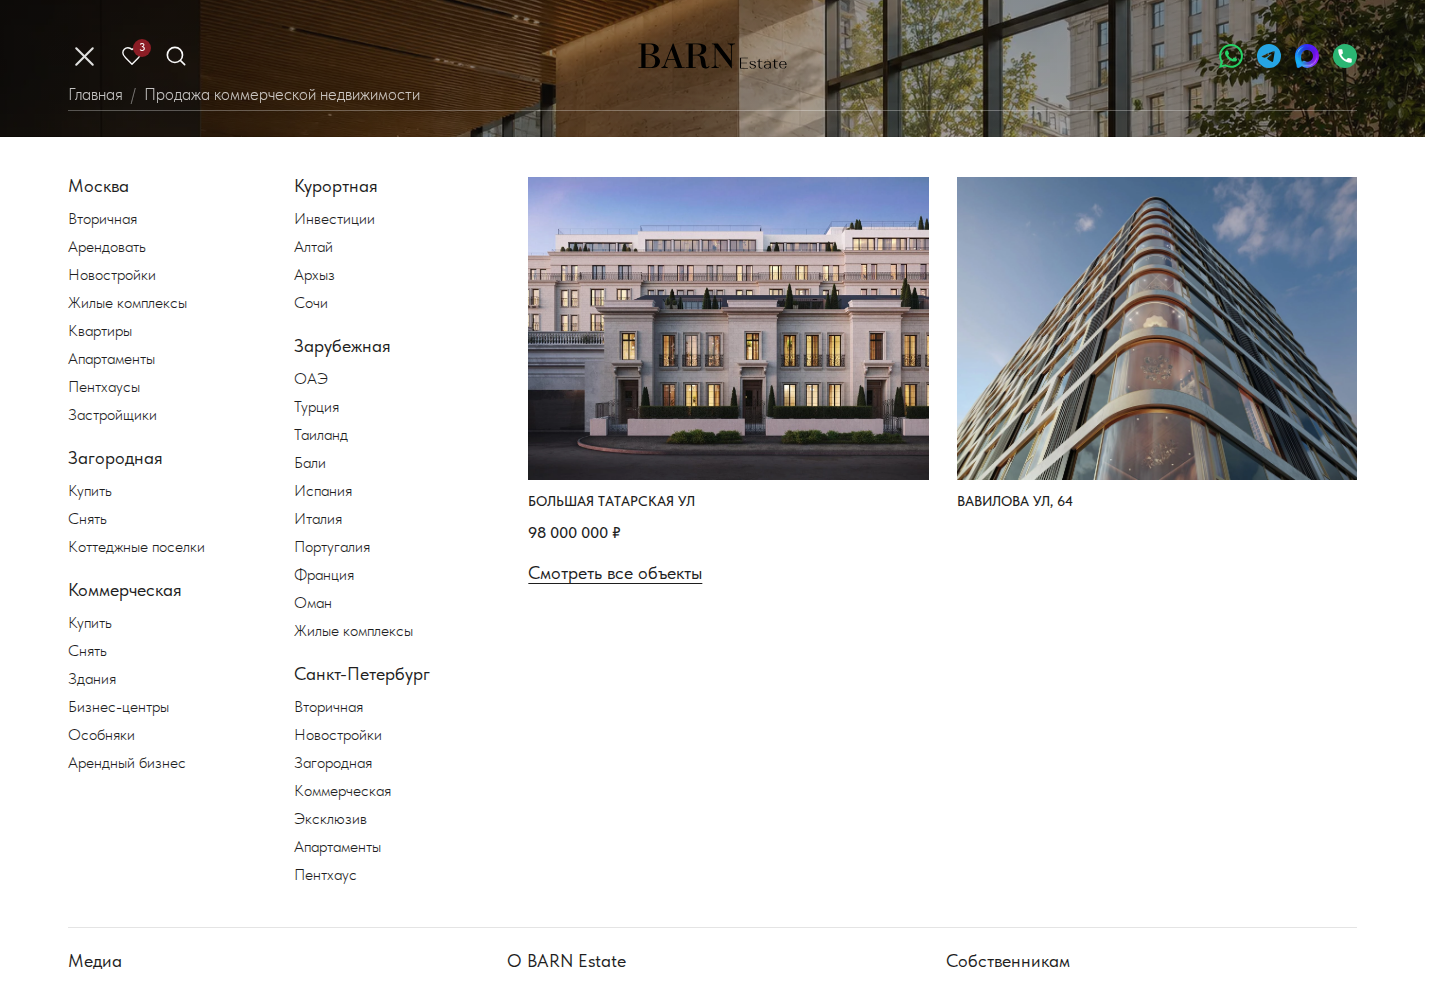 3
BARN Estate
Главная / Продажа коммерческой недвижимости
Москва
Вторичная
Арендовать
Новостройки
Жилые комплексы
Квартиры
Апартаменты
Пентхаусы
Застройщики
Загородная
Купить
Снять
Коттеджные поселки
Коммерческая
Купить
Снять
Здания
Бизнес-центры
Особняки
Арендный бизнес
Курортная
Инвестиции
Алтай
Архыз
Сочи
Зарубежная
ОАЭ
Турция
Таиланд
Бали
Испания
Италия
Португалия
Франция
Оман
Жилые комплексы
Санкт-Петербург
Вторичная
Новостройки
Загородная
Коммерческая
Эксклюзив
Апартаменты
Пентхаус
БОЛЬШАЯ ТАТАРСКАЯ УЛ
98 000 000 ₽
Смотреть все объекты
ВАВИЛОВА УЛ, 64
Медиа
О BARN Estate
Собственникам